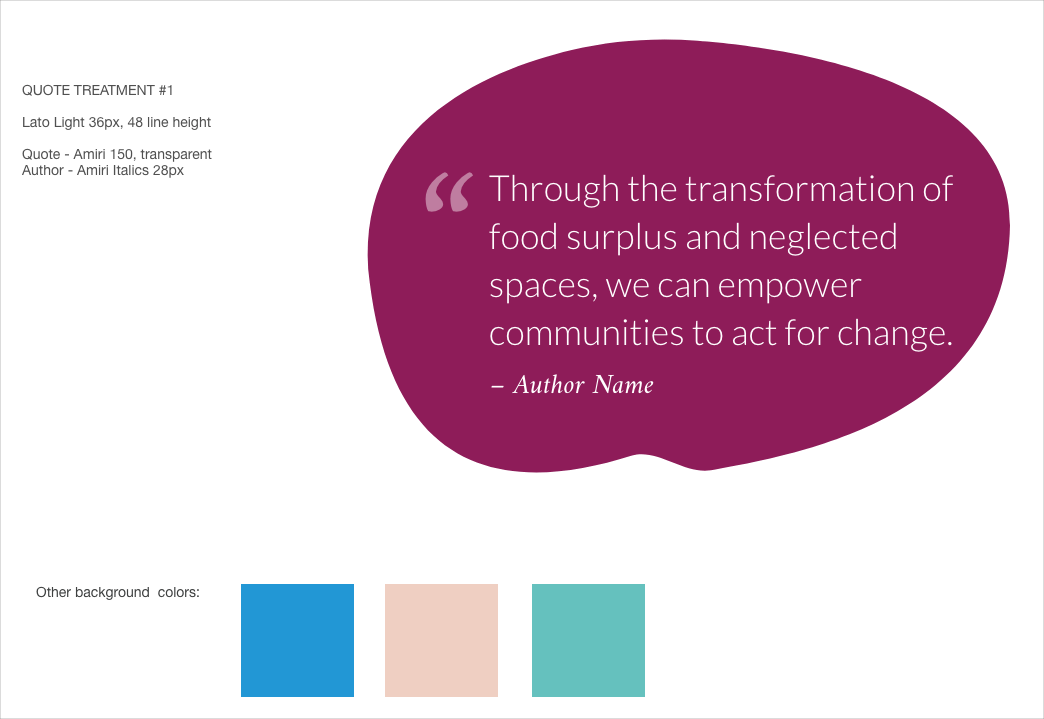 QUOTE TREATMENT #1
Lato Light 36px, 48 line height
Quote - Amiri 150, transparent
Author - Amiri Italics 28px
“ Through the transformation of
food surplus and neglected
spaces, we can empower
communities to act for change.
– Author Name
Other background  colors: